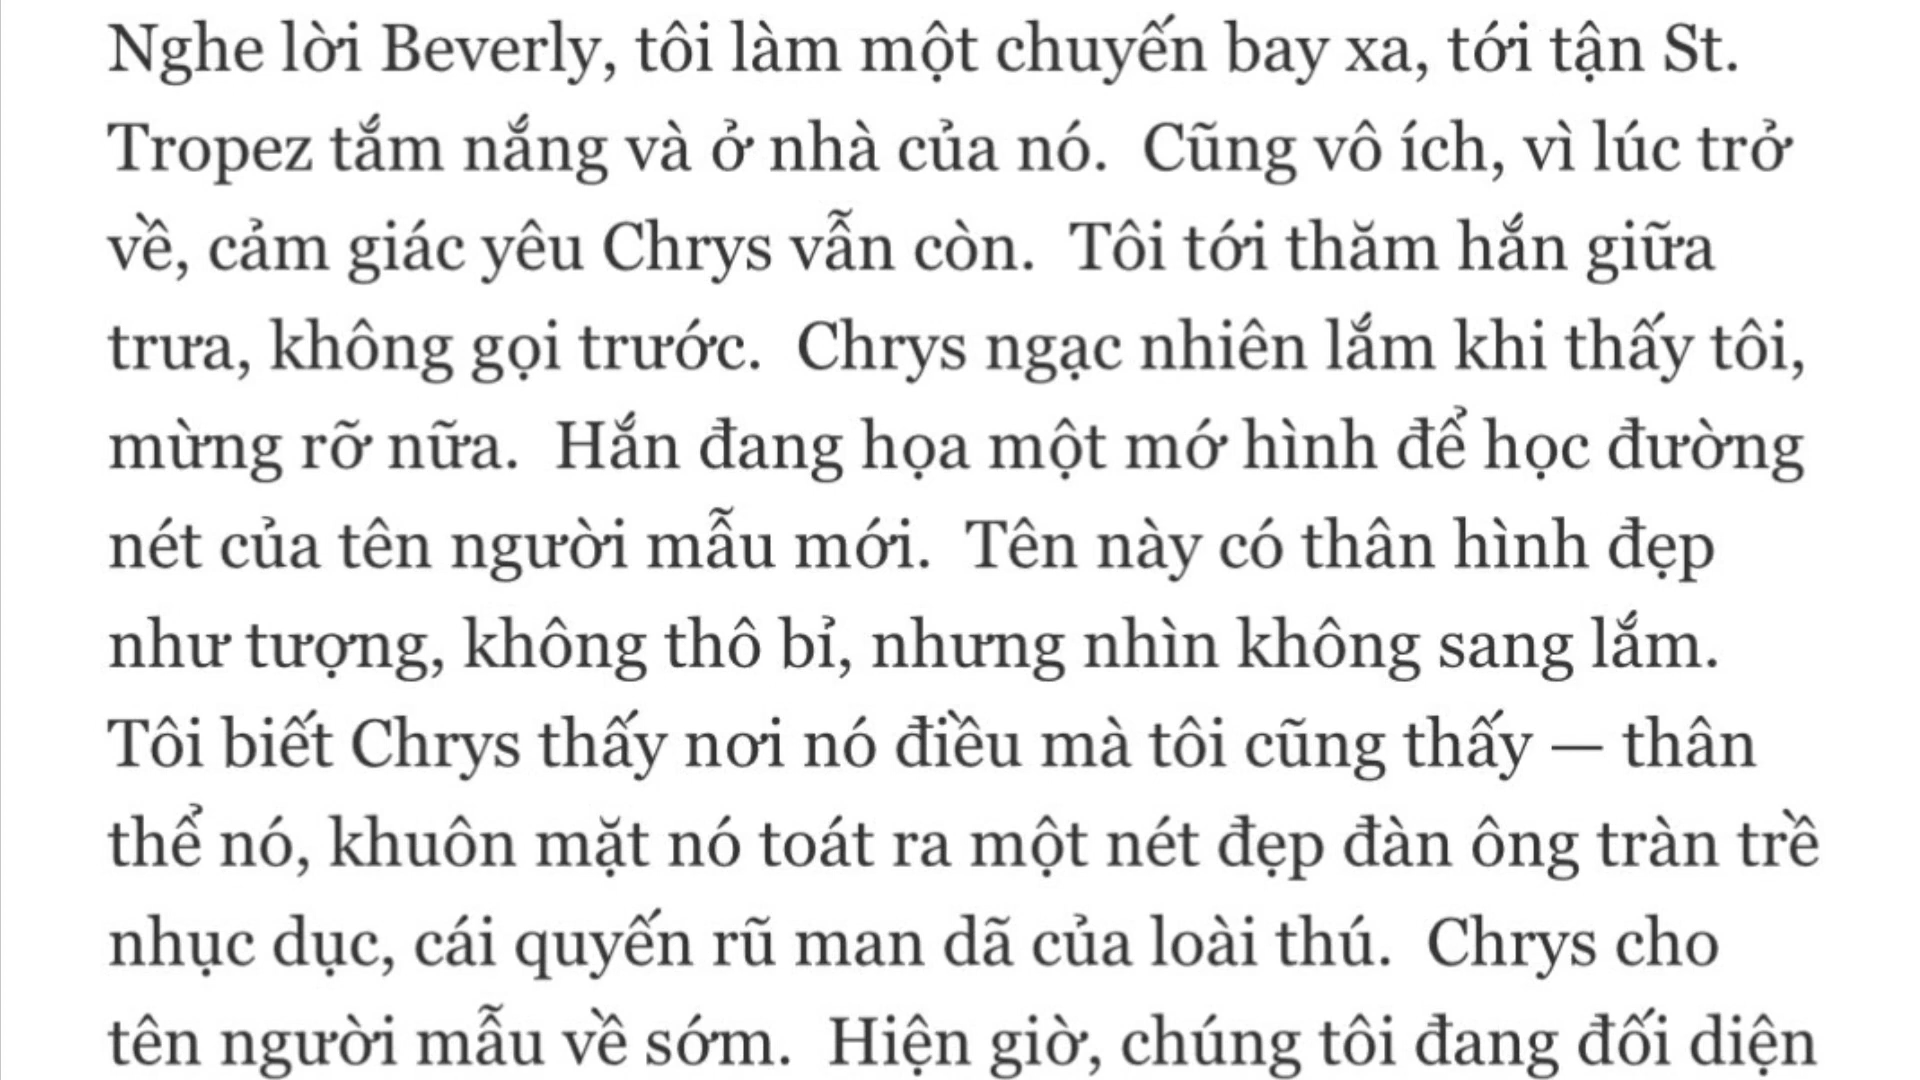 Nghe lời Beverly, tôi làm một chuyến bay xa, tới tận St.
Tropez tắm nắng và ở nhà của nó.  Cũng vô ích, vì lúc trở
về, cảm giác yêu Chrys vẫn còn.  Tôi tới thăm hắn giữa
trưa, không gọi trước.  Chrys ngạc nhiên lắm khi thấy tôi,
mừng rỡ nữa.  Hắn đang họa một mớ hình để học đường
nét của tên người mẫu mới.  Tên này có thân hình đẹp
như tượng, không thô bỉ, nhưng nhìn không sang lắm.
Tôi biết Chrys thấy nơi nó điều mà tôi cũng thấy — thân
thể nó, khuôn mặt nó toát ra một nét đẹp đàn ông tràn trề
nhục dục, cái quyến rũ man dã của loài thú.  Chrys cho
tên người mẫu về sớm.  Hiện giờ, chúng tôi đang đối diện